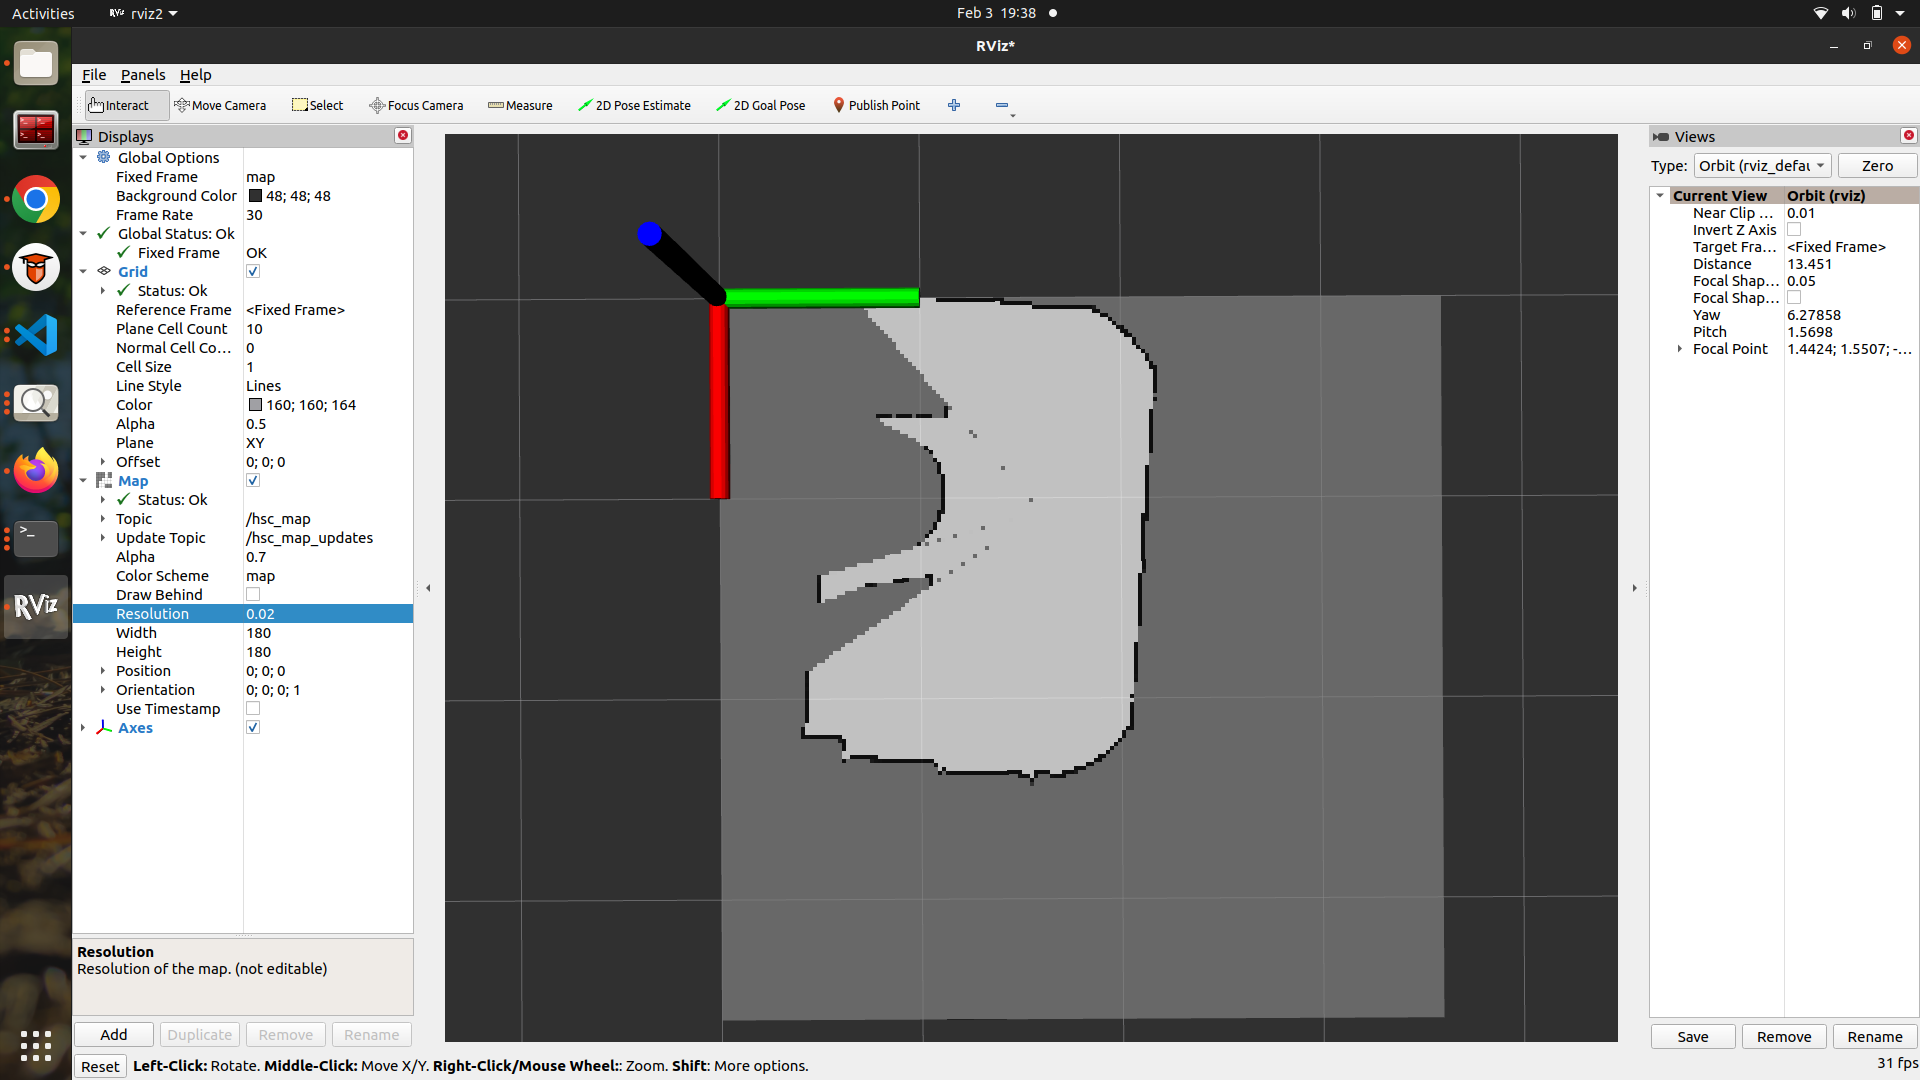 Activities
rviz2
Feb 3 19:38
RViz*
File Panels Help
Interact Move Camera Select Focus Camera Measure 2D Pose Estimate 2D Goal Pose Publish Point
Displays
Global Options
Fixed Frame map
Background Color 48; 48; 48
Frame Rate 30
Global Status: Ok
Fixed Frame OK
Grid
Status: Ok
Reference Frame <Fixed Frame>
Plane Cell Count 10
Normal Cell Co... 0
Cell Size 1
Line Style Lines
Color 160; 160; 164
Alpha 0.5
Plane XY
Offset 0; 0; 0
Map
Status: Ok
Topic /hsc_map
Update Topic /hsc_map_updates
Alpha 0.7
Color Scheme map
Draw Behind
Resolution 0.02
Width 180
Height 180
Position 0; 0; 0
Orientation 0; 0; 0; 1
Use Timestamp
Axes
Resolution
Resolution of the map. (not editable)
Add Duplicate Remove Rename
Reset Left-Click: Rotate. Middle-Click: Move X/Y. Right-Click/Mouse Wheel:: Zoom. Shift: More options.
Views
Type: Orbit (rviz_defau Zero
Current View Orbit (rviz)
Near Clip ... 0.01
Invert Z Axis
Target Fra... <Fixed Frame>
Distance 13.451
Focal Shap... 0.05
Focal Shap...
Yaw 6.27858
Pitch 1.5698
Focal Point 1.4424; 1.5507; -...
Save Remove Rename
31 fps
RViz